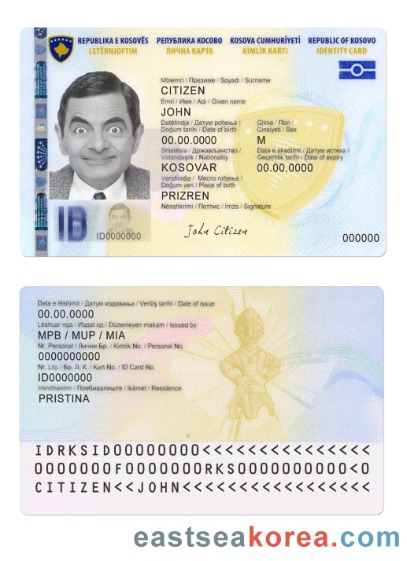 REPUBLIKA E KOSOVËS РЕПУБЛИКА КОСОВО KOSOVA CUMHURİYETİ REPUBLIC OF KOSOVO
LETËRNJOFTIM ЛИЧНА КАРТА KİMLİK KARTI IDENTITY CARD
Mbiemri / Презиме / Soyadı / Surname
CITIZEN
Emri / Име / Adı / Given name
JOHN
Datëlindja / Датум рођења / Gjinia / Пол /
Doğum tarihi / Date of birth Cinsiyeti / Sex
00.00.0000 M
Shtetësia / Држављанство / Data e skadimit / Датум истека /
Vatandaşlık / Nationality Geçerlilik tarihi / Date of expiry
KOSOVAR 00.00.0000
Vendlindja / Место рођења /
Doğum yeri / Place of birth
PRIZREN
Nënshkrimi / Потпис / İmza / Signature
John Citizen
ID ID0000000
000000
Data e lëshimit / Датум издавања / Veriliş tarihi / Date of issue
00.00.0000
Lëshuar nga / Издат од / Düzenleyen makam / Issued by
MPB / MUP / MIA
Nr. Personal / Лични Бр. / Kimlik No. / Personal No.
0000000000
Nr. Loj. / Бр. Л. К. / Kart No. / ID Card No.
ID0000000
Vendbanimi / Пребивалиште / İkamet / Residence
PRISTINA
IDRKSID00000000<<<<<<<<<<<<<<<
0000000F0000000RKS0000000000<0
CITIZEN<<JOHN<<<<<<<<<<<<<<<<<
eastseakorea.com